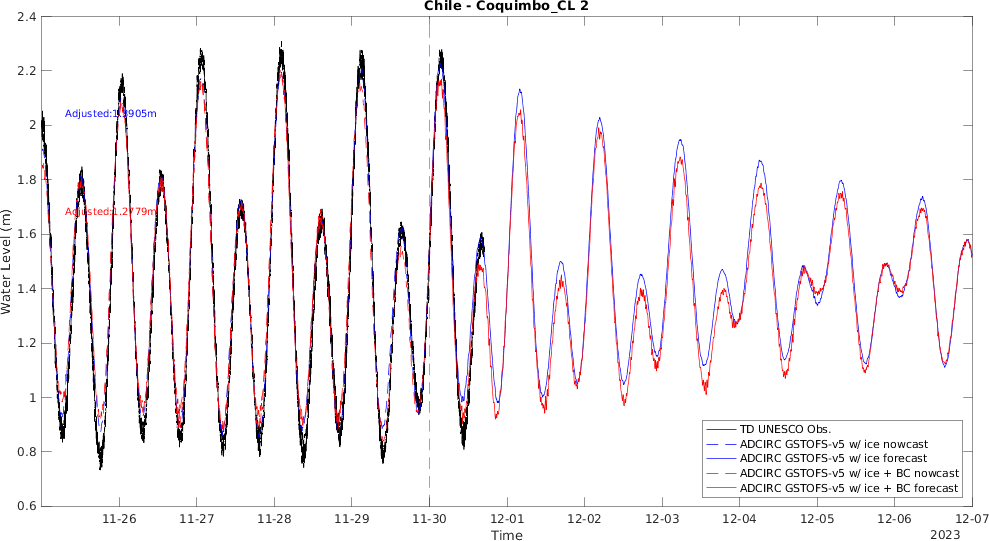 Chile - Coquimbo_CL 2
2.4
2.2
2
1.8
1.6
1.4
1.2
1
0.8
0.6
Water Level (m)
Adjusted:1.2779m
TD UNESCO Obs.
ADCIRC GSTOFS-v5 w/ ice nowcast
ADCIRC GSTOFS-v5 w/ ice forecast
ADCIRC GSTOFS-v5 w/ ice + BC nowcast
ADCIRC GSTOFS-v5 w/ ice + BC forecast
11-26 11-27 11-28 11-29 11-30 12-01 12-02 12-03 12-04 12-05 12-06 12-07
Time
2023